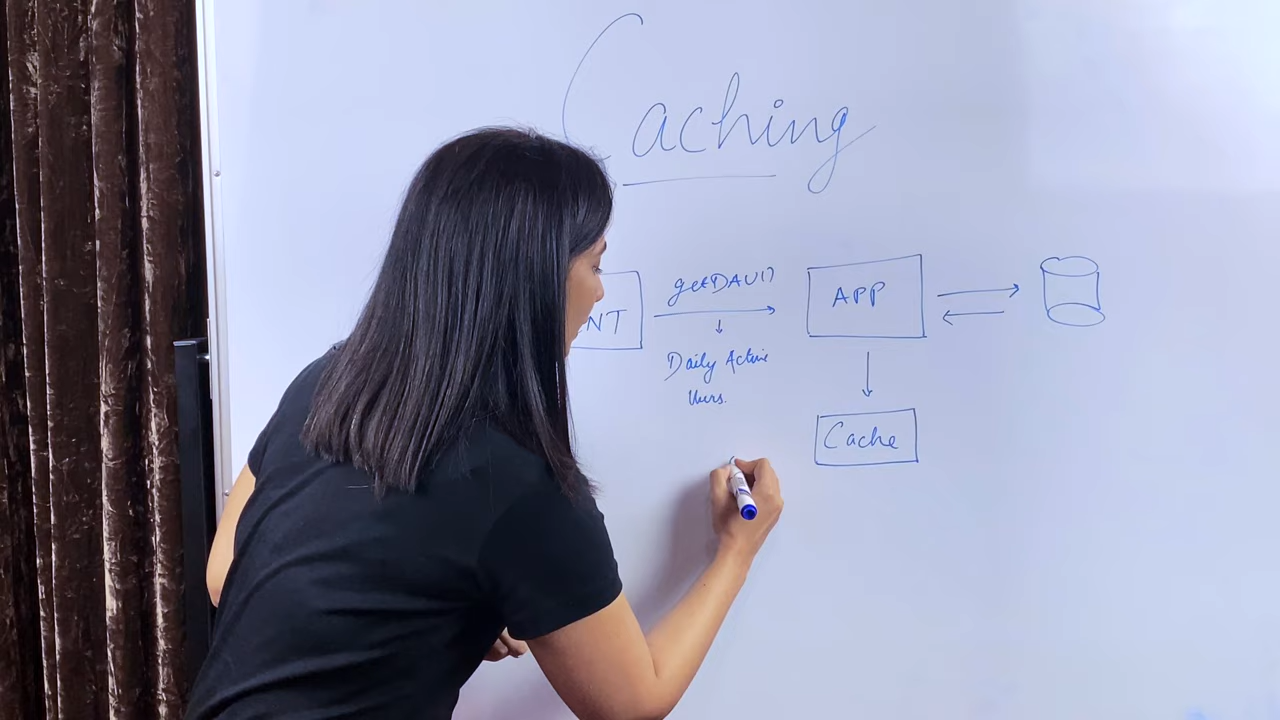 Caching
getDAU()
NT
APP
Daily Active
Users.
Cache